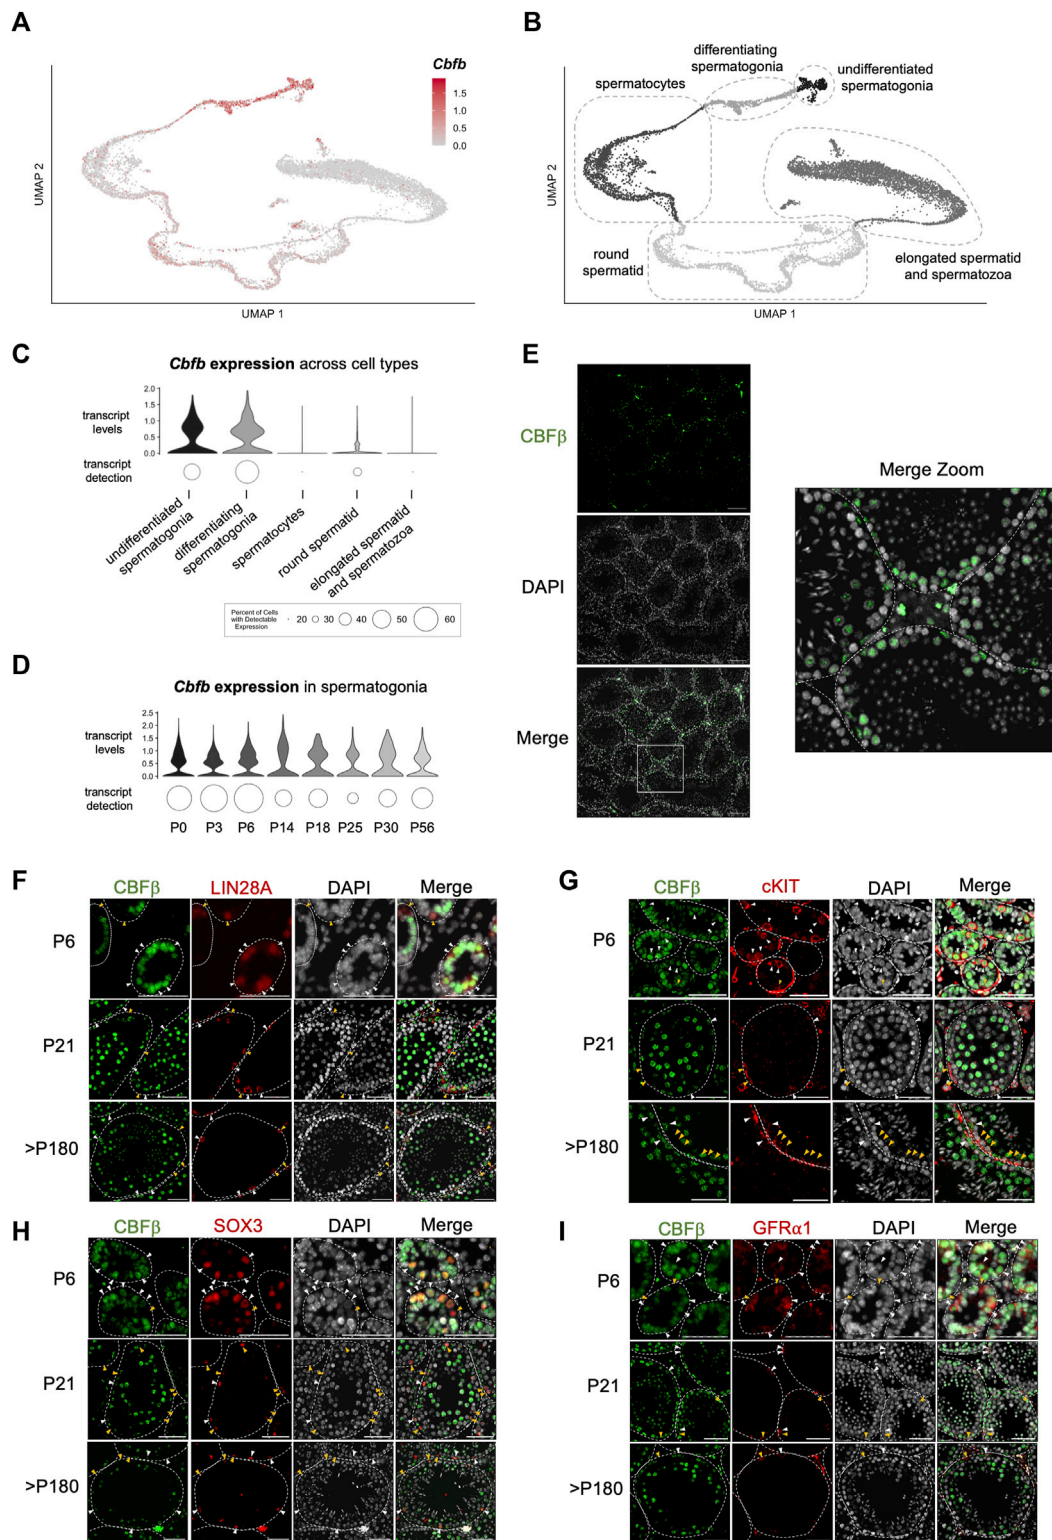 A
Cbfb
1.5
1.0
0.5
0.0
UMAP 2
UMAP 1
B
differentiating
spermatogonia
undifferentiated
spermatogonia
spermatocytes
round
spermatid
elongated spermatid
and spermatozoa
UMAP 2
UMAP 1
C
Cbfb expression across cell types
transcript
levels
2.0
1.5
1.0
0.5
0.0
transcript
detection
undifferentiated
spermatogonia
differentiating
spermatogonia
spermatocytes
round spermatid
elongated spermatid
and spermatozoa
Percent of Cells
with Detectable
Expression
20 30 40 50 60
D
Cbfb expression in spermatogonia
transcript
levels
2.5
2.0
1.5
1.0
0.5
0.0
transcript
detection
P0 P3 P6 P14 P18 P25 P30 P56
E
CBFβ
DAPI
Merge
Merge Zoom
F
CBFβ LIN28A DAPI Merge
P6
P21
>P180
G
CBFβ cKIT DAPI Merge
P6
P21
>P180
H
CBFβ SOX3 DAPI Merge
P6
P21
>P180
I
CBFβ GFRα1 DAPI Merge
P6
P21
>P180